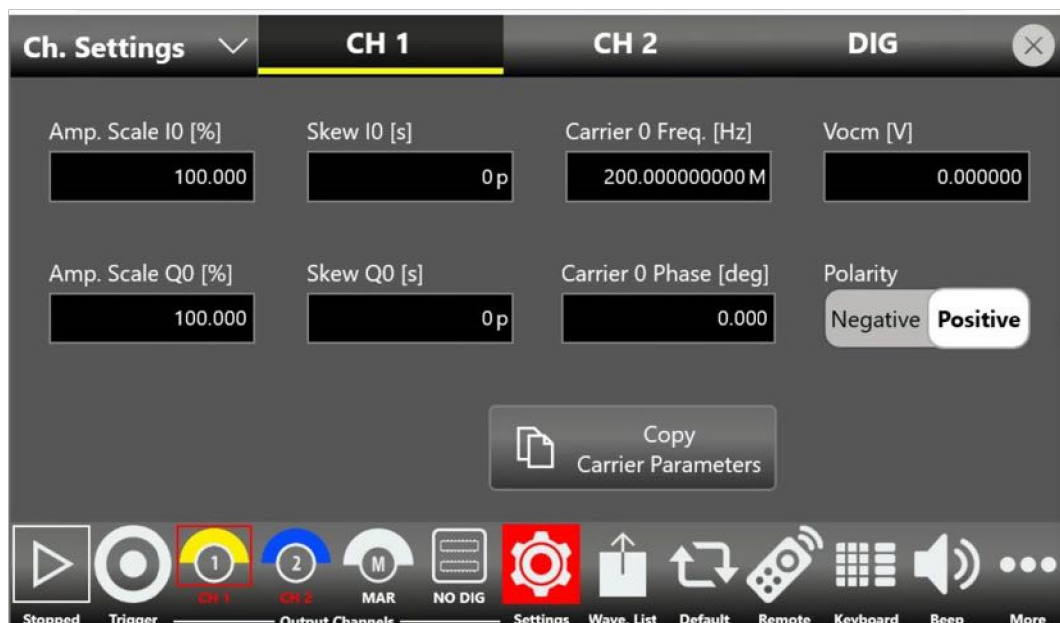 Ch. Settings
CH 1
CH 2
DIG
Amp. Scale I0 [%]
Skew I0 [s]
Carrier 0 Freq. [Hz]
Vocm [V]
100.000
0 p
200.000000000 M
0.000000
Amp. Scale Q0 [%]
Skew Q0 [s]
Carrier 0 Phase [deg]
Polarity
100.000
0 p
0.000
Negative
Positive
Copy
Carrier Parameters
1
2
M
CH 1
CH 2
MAR
NO DIG
Stopped
Trigger
Output Channels
Settings
Wave. List
Default
Remote
Keyboard
Beep
More